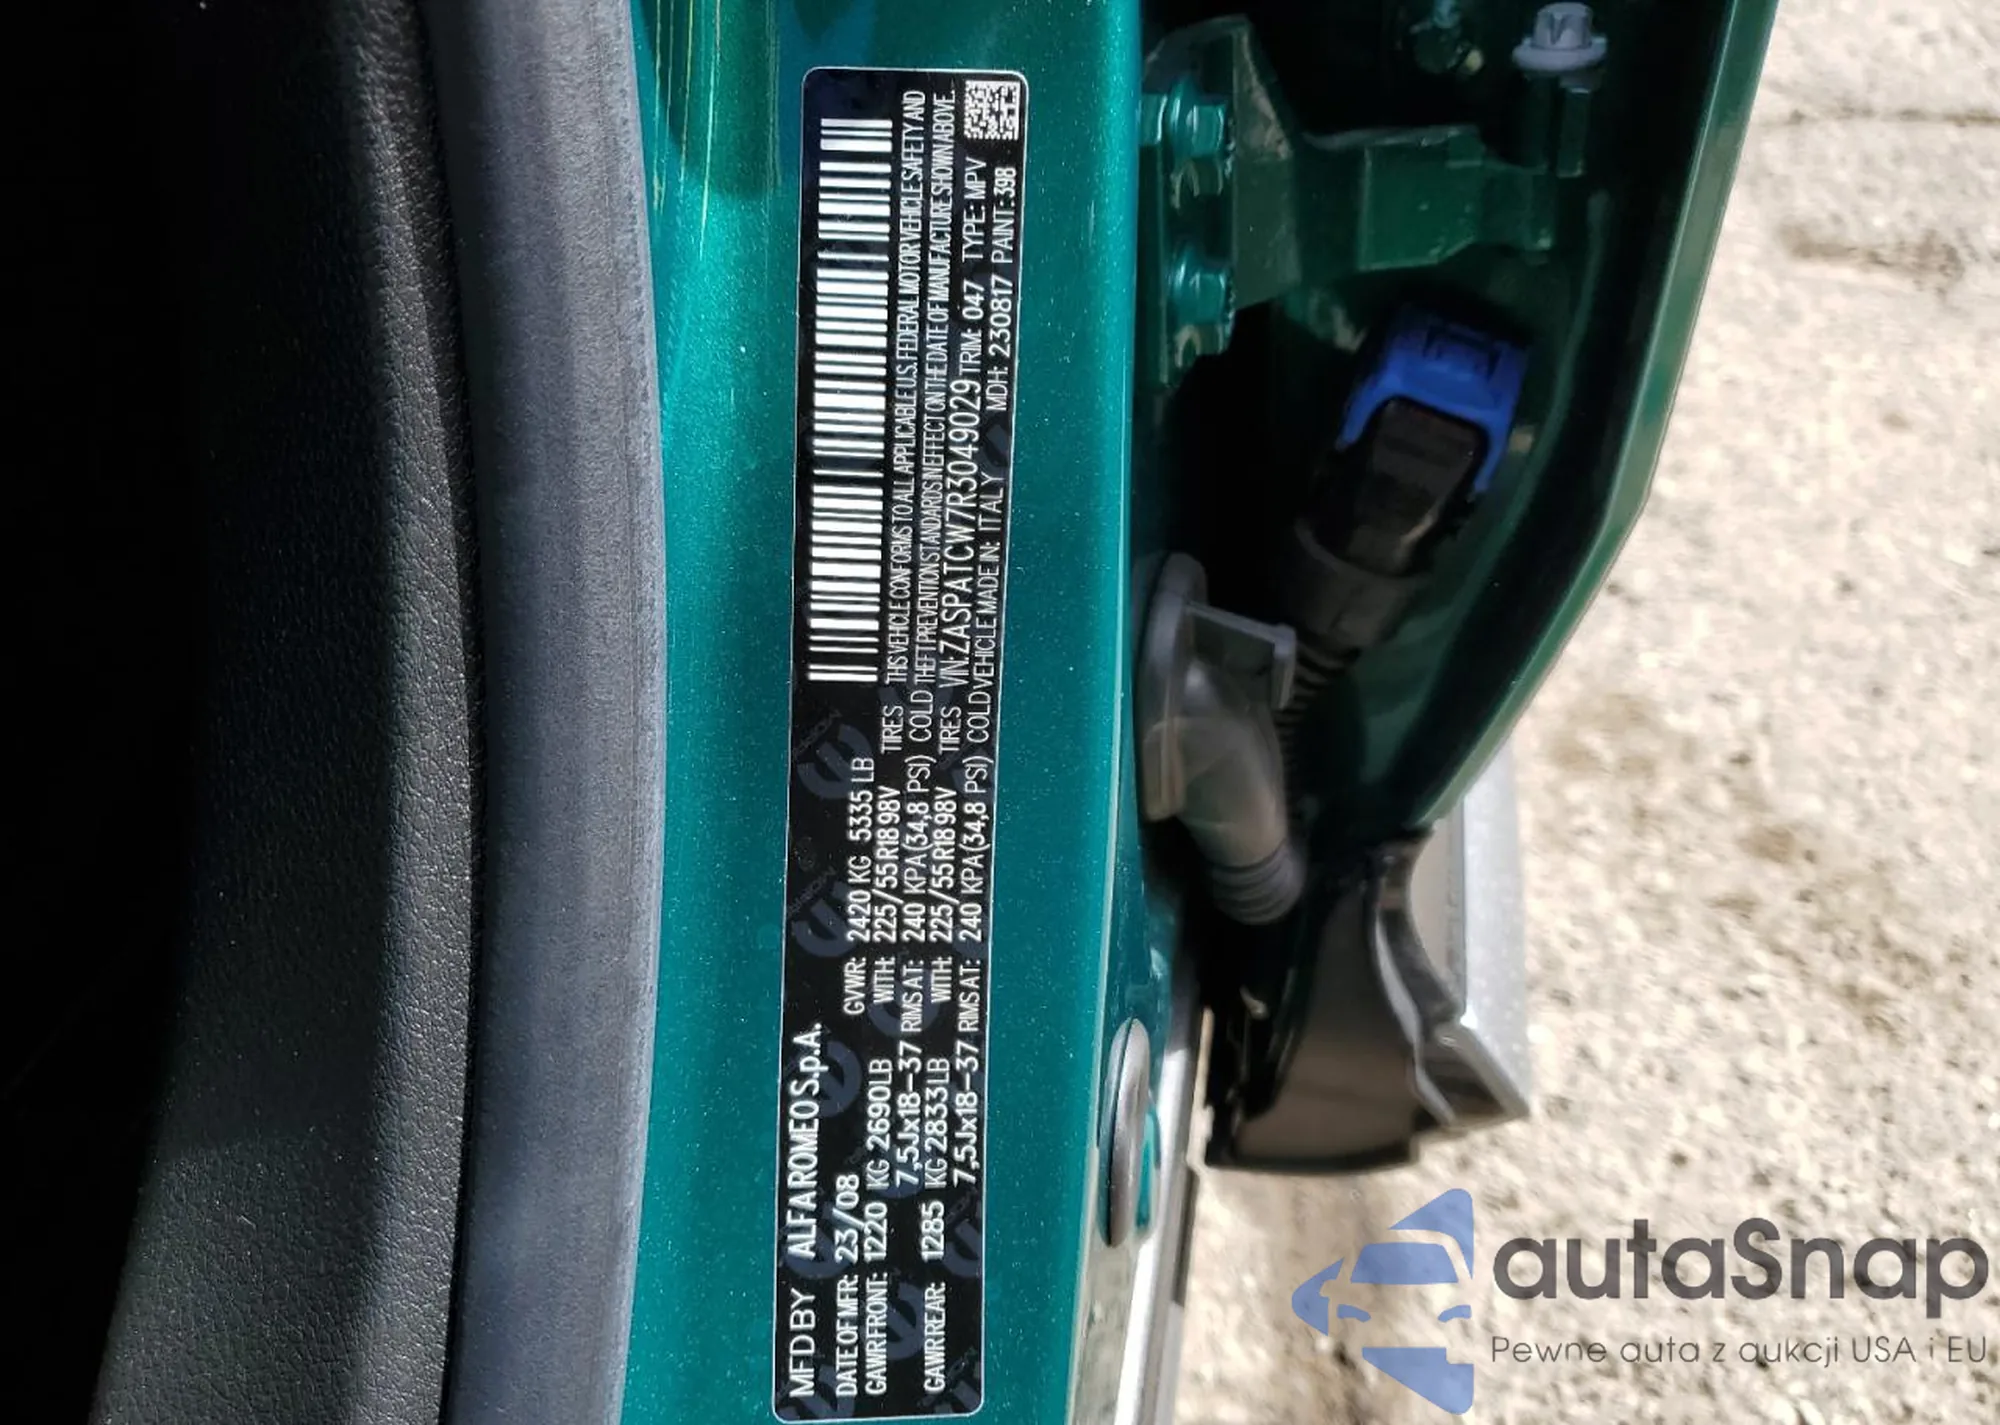 MFD BY ALFA ROMEO S.p.A.
DATE OF MFR: 23/08 GVWR: 2420 KG 5335 LB
GAWR FRONT: 1220 KG 2690LB WITH: 225/55R18 98V TIRES
7,5Jx18-37 RIMS AT: 240 KPA(34,8 PSI) COLD
GAWR REAR: 1285 KG 2833LB WITH: 225/55R18 98V TIRES
7,5Jx18-37 RIMS AT: 240 KPA(34,8 PSI) COLD
THIS VEHICLE CONFORMS TO ALL APPLICABLE U.S. FEDERAL MOTOR VEHICLE SAFETY AND
THEFT PREVENTION STANDARDS IN EFFECT ON THE DATE OF MANUFACTURE SHOWN ABOVE.
VIN: ZASPATCW7R3049029 TRIM: 047 TYPE: MPV
VEHICLE MADE IN: ITALY MDH: 230817 PAINT: 398
autaSnap
Pewne auta z aukcji USA i EU